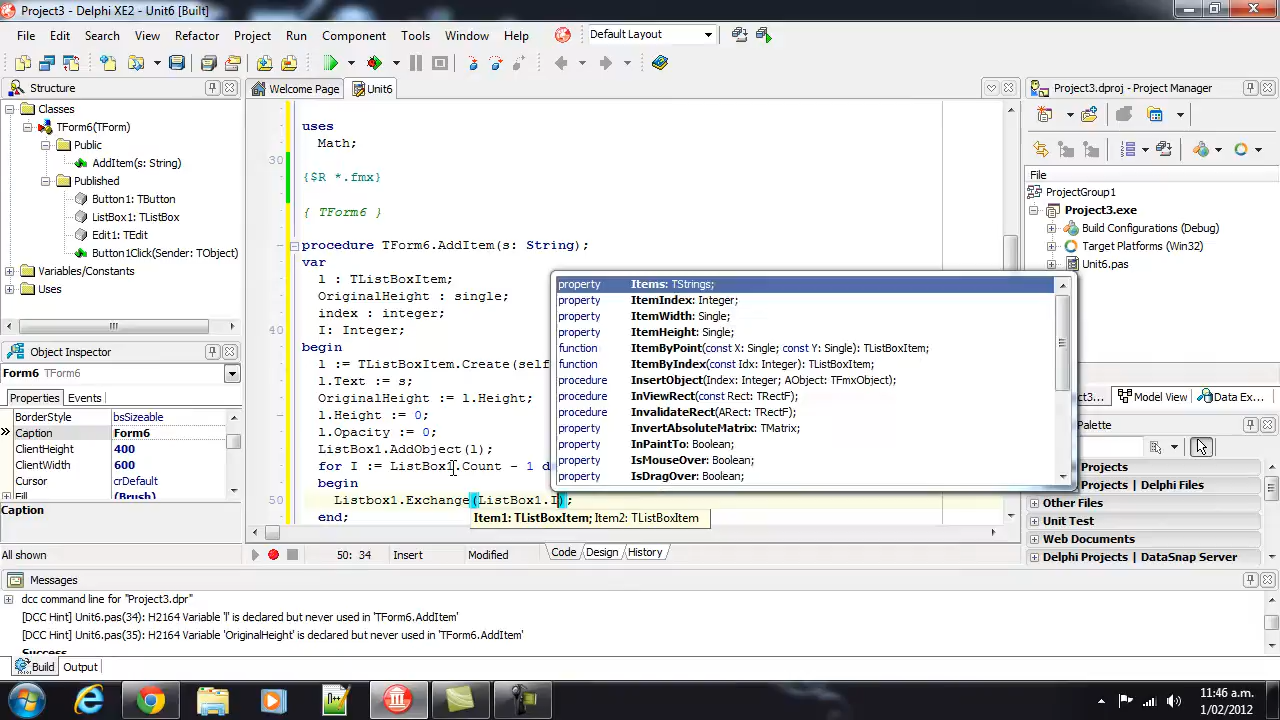 Project3 - Delphi XE2 - Unit6 [Built]
File Edit Search View Refactor Project Run Component Tools Window Help Default Layout
Structure
Classes
TForm6(TForm)
Public
AddItem(s: String)
Published
Button1: TButton
ListBox1: TListBox
Edit1: TEdit
Button1Click(Sender: TObject)
Variables/Constants
Uses
Object Inspector
Form6 TForm6
Properties Events
BorderStyle bsSizeable
Caption Form6
ClientHeight 400
ClientWidth 600
Cursor crDefault
Fill (Brush)
Caption
All shown
Welcome Page Unit6
uses
Math;
30
{$R *.fmx}
{ TForm6 }
procedure TForm6.AddItem(s: String);
var
l : TListBoxItem;
OriginalHeight : single;
index : integer;
40 I: Integer;
begin
l := TListBoxItem.Create(self
l.Text := s;
OriginalHeight := l.Height;
l.Height := 0;
l.Opacity := 0;
ListBox1.AddObject(l);
for I := ListBox1.Count - 1 d
begin
50 Listbox1.Exchange(ListBox1.I);
end;
property Items: TStrings;
property ItemIndex: Integer;
property ItemWidth: Single;
property ItemHeight: Single;
function ItemByPoint(const X: Single; const Y: Single): TListBoxItem;
function ItemByIndex(const Idx: Integer): TListBoxItem;
procedure InsertObject(Index: Integer; AObject: TFmxObject);
procedure InViewRect(const Rect: TRectF);
procedure InvalidateRect(ARect: TRectF);
property InvertAbsoluteMatrix: TMatrix;
property InPaintTo: Boolean;
property IsMouseOver: Boolean;
property IsDragOver: Boolean;
Item1: TListBoxItem; Item2: TListBoxItem
50: 34 Insert Modified Code Design History
Project3.dproj - Project Manager
File
ProjectGroup1
Project3.exe
Build Configurations (Debug)
Target Platforms (Win32)
Unit6.pas
ct3... Model View Data Ex...
Palette
Projects
Projects | Delphi Files
Other Files
Unit Test
Web Documents
Delphi Projects | DataSnap Server
Messages
dcc command line for "Project3.dpr"
[DCC Hint] Unit6.pas(34): H2164 Variable 'l' is declared but never used in 'TForm6.AddItem'
[DCC Hint] Unit6.pas(35): H2164 Variable 'OriginalHeight' is declared but never used in 'TForm6.AddItem'
Success
Build Output
11:46 a.m.
1/02/2012